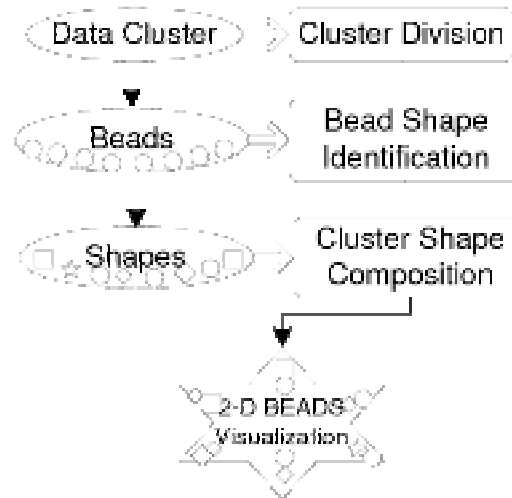 Data Cluster
Cluster Division
Beads
Bead Shape
Identification
Shapes
Cluster Shape
Composition
2-D BEADS
Visualization